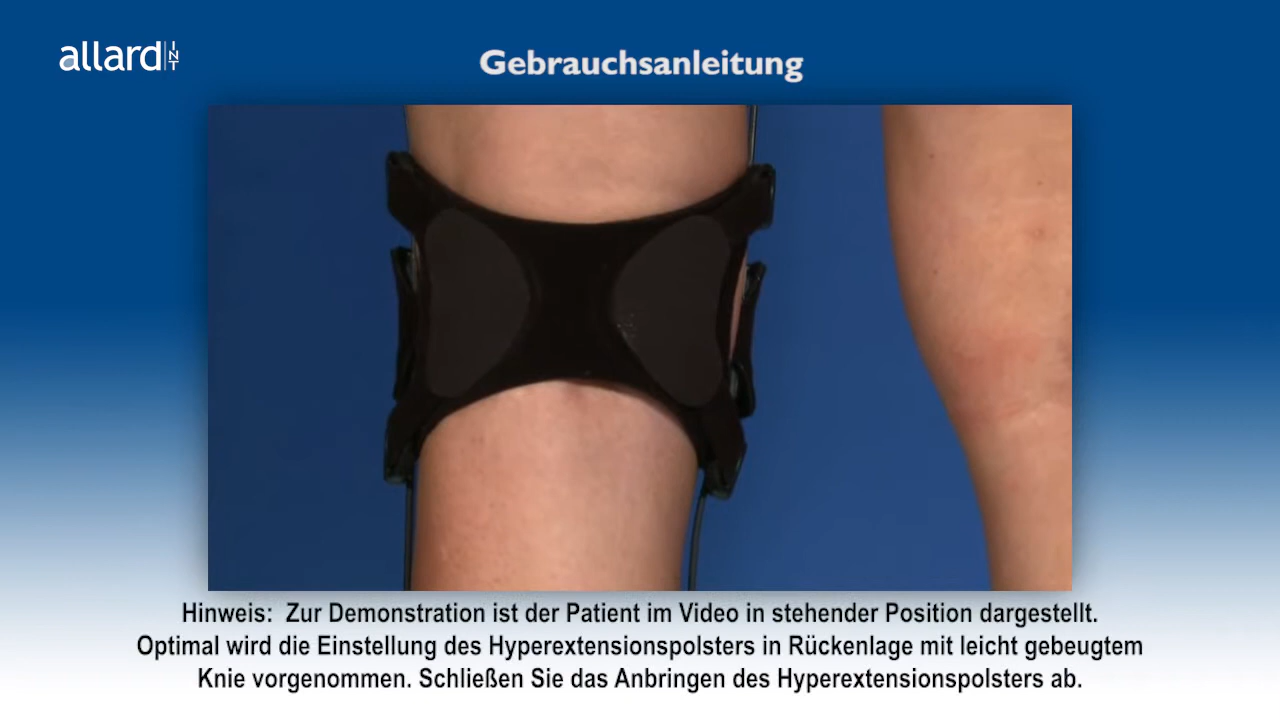 allard INT
Gebrauchsanleitung
Hinweis:  Zur Demonstration ist der Patient im Video in stehender Position dargestellt.
Optimal wird die Einstellung des Hyperextensionspolsters in Rückenlage mit leicht gebeugtem
Knie vorgenommen. Schließen Sie das Anbringen des Hyperextensionspolsters ab.